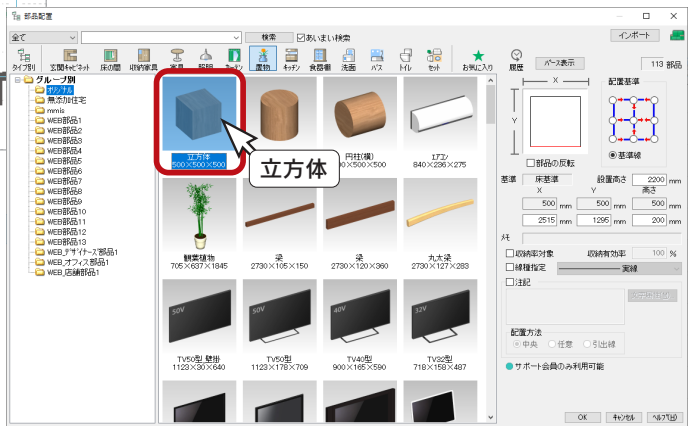 部品配置
全て
検索
あいまい検索
インポート
タイプ別
玄関キャビネット
床の間
収納家具
家具
照明
カーテン
置物
キッチン
食器棚
洗面
バス
トイレ
セット
お気に入り
履歴
パース表示
113 部品
グループ別
オリジナル
無添加住宅
mmis
WEB部品1
WEB部品2
WEB部品3
WEB部品4
WEB部品5
WEB部品6
WEB部品7
WEB部品8
WEB部品9
WEB部品10
WEB部品11
WEB部品12
WEB部品13
WEB_デザイナーズ部品1
WEB_オフィス部品1
WEB_店舗部品1
立方体
500×500×500
立方体
円柱(横)
00×500×500
エアコン
840×236×275
観葉植物
705×637×1845
梁
2730×105×150
梁
2730×120×360
丸太梁
2730×127×283
50V
50V
40V
32V
TV50型_壁掛
1123×30×640
TV50型
1123×178×709
TV40型
900×165×590
TV32型
718×158×487
X
Y
配置基準
基準線
部品の反転
基準
床基準
設置高さ
2200 mm
X
Y
高さ
500 mm
500 mm
500 mm
2515 mm
1295 mm
200 mm
メモ
収納率対象
収納有効率
100 %
線種指定
実線
注記
配置方法
中央
任意
引出線
サポート会員のみ利用可能
OK
キャンセル
ヘルプ(H)